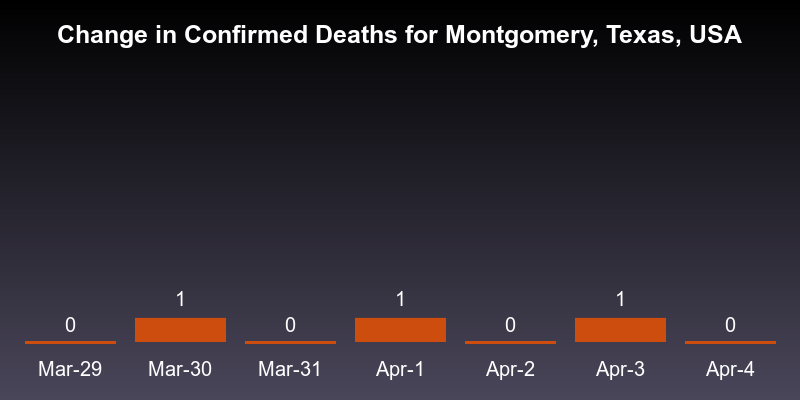 Change in Confirmed Deaths for Montgomery, Texas, USA
0 1 0 1 0 1 0
Mar-29 Mar-30 Mar-31 Apr-1 Apr-2 Apr-3 Apr-4